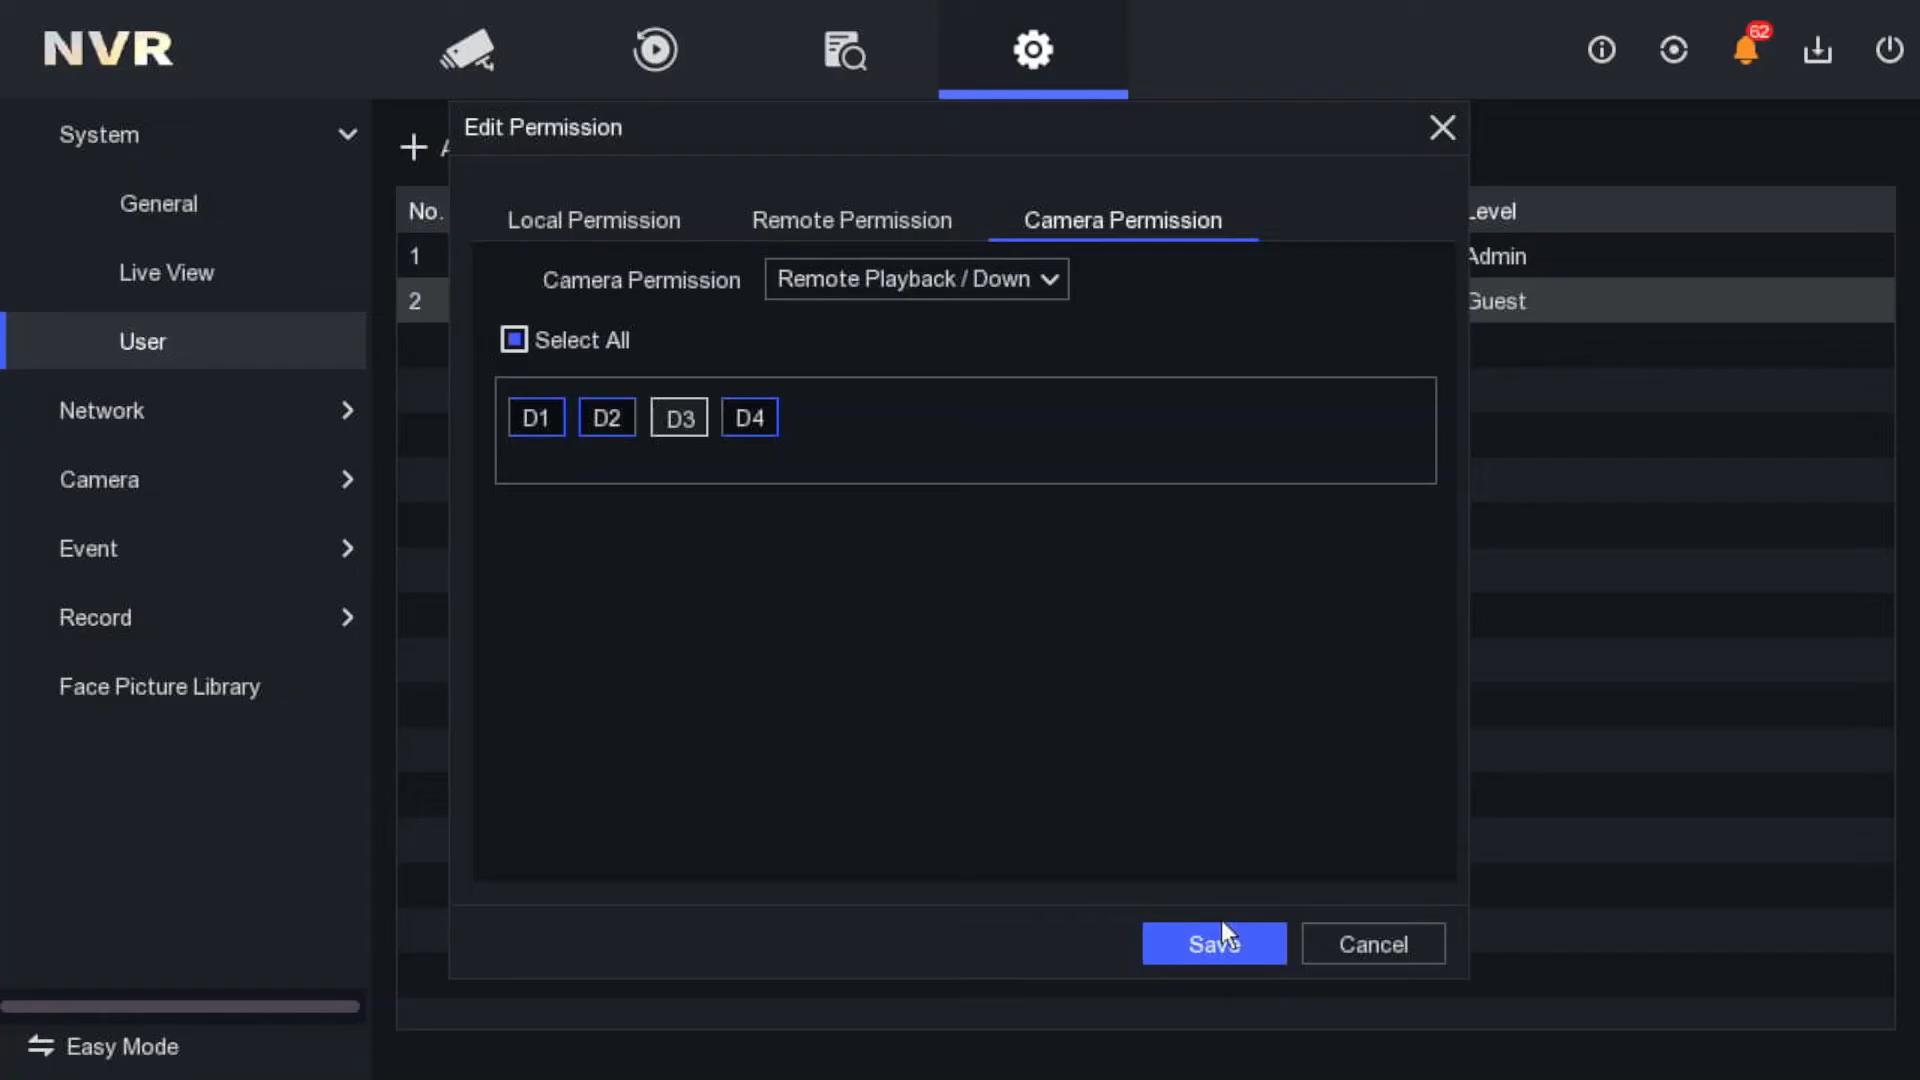 NVR
62
System
General
Live View
User
Network
Camera
Event
Record
Face Picture Library
Easy Mode
No.
1
2
Edit Permission
Local Permission Remote Permission Camera Permission
Camera Permission Remote Playback / Down
Select All
D1 D2 D3 D4
Save Cancel
Level
Admin
Guest